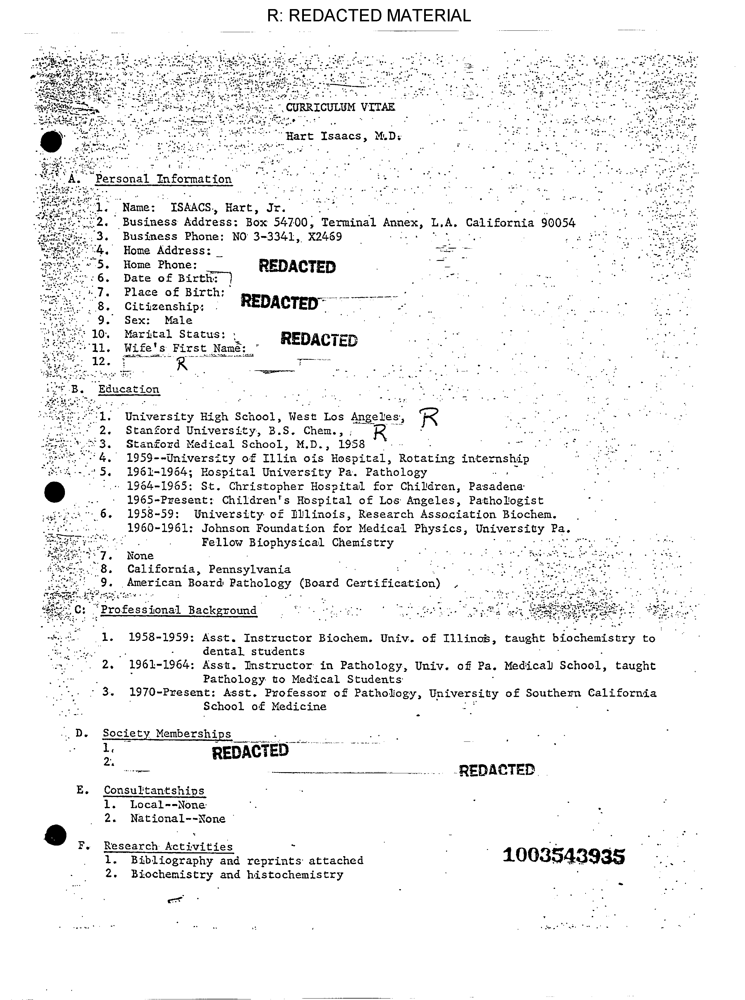 R: REDACTED MATERIAL
CURRICULUM VITAE
Hart Isaacs, M.D.
A. Personal Information
1. Name: ISAACS, Hart, Jr.
2. Business Address: Box 54700, Terminal Annex, L.A. California 90054
3. Business Phone: NO 3-3341, X2469
4. Home Address:
5. Home Phone: REDACTED
6. Date of Birth:
7. Place of Birth:
8. Citizenship: REDACTED
9. Sex: Male
10. Marital Status: REDACTED
11. Wife's First Name:
12. R
B. Education
1. University High School, West Los Angeles, R
2. Stanford University, B.S. Chem., R
3. Stanford Medical School, M.D., 1958
4. 1959--University of Illin ois Hospital, Rotating internship
5. 1961-1964; Hospital University Pa. Pathology
1964-1965: St. Christopher Hospital for Children, Pasadena
1965-Present: Children's Hospital of Los Angeles, Pathologist
6. 1958-59: University of Illinois, Research Association Biochem.
1960-1961: Johnson Foundation for Medical Physics, University Pa.
Fellow Biophysical Chemistry
7. None
8. California, Pennsylvania
9. American Board Pathology (Board Certification)
C: Professional Background
1. 1958-1959: Asst. Instructor Biochem. Univ. of Illinois, taught biochemistry to
dental students
2. 1961-1964: Asst. Instructor in Pathology, Univ. of Pa. Medical School, taught
Pathology to Medical Students
3. 1970-Present: Asst. Professor of Pathology, University of Southern California
School of Medicine
D. Society Memberships
1. REDACTED
2. REDACTED
E. Consultantships
1. Local--None
2. National--None
F. Research Activities
1. Bibliography and reprints attached
2. Biochemistry and histochemistry
1003543935